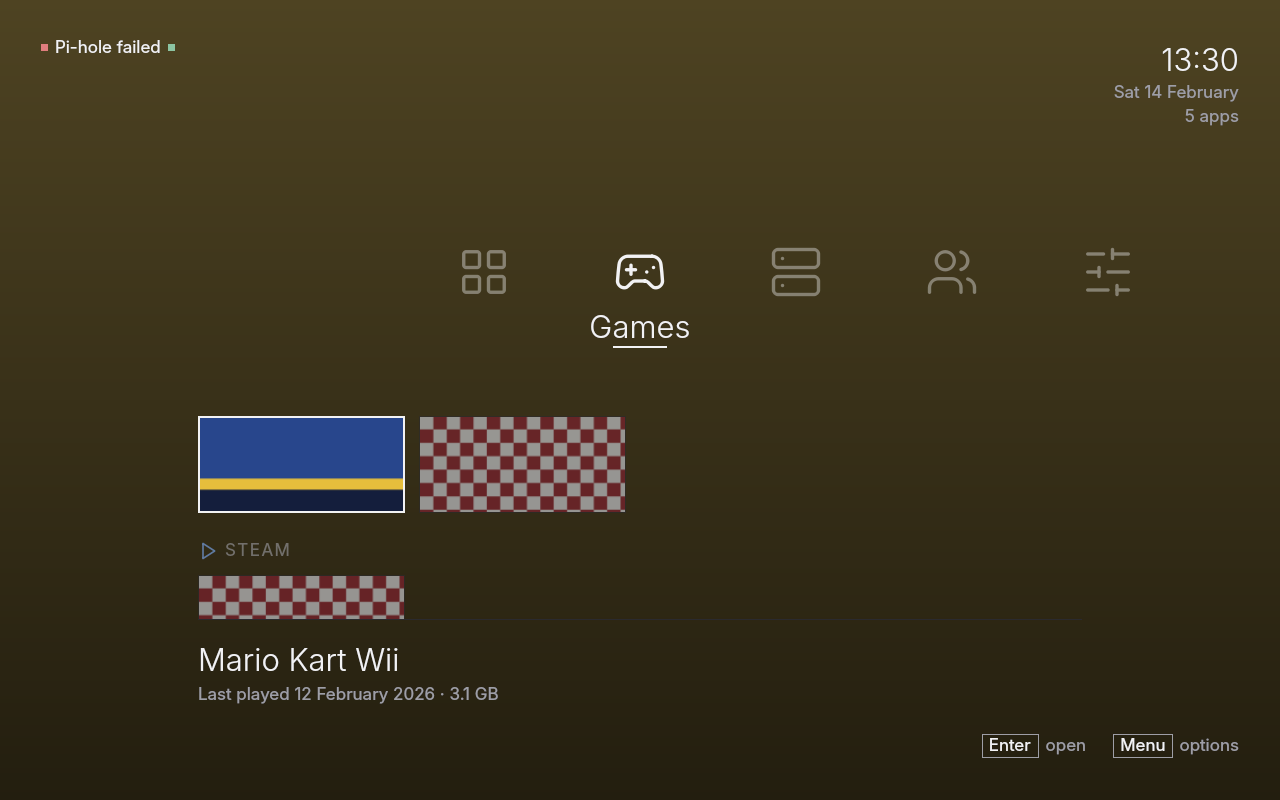 Pi-hole failed
13:30
Sat 14 February
5 apps
Games
STEAM
Mario Kart Wii
Last played 12 February 2026 · 3.1 GB
Enter open Menu options